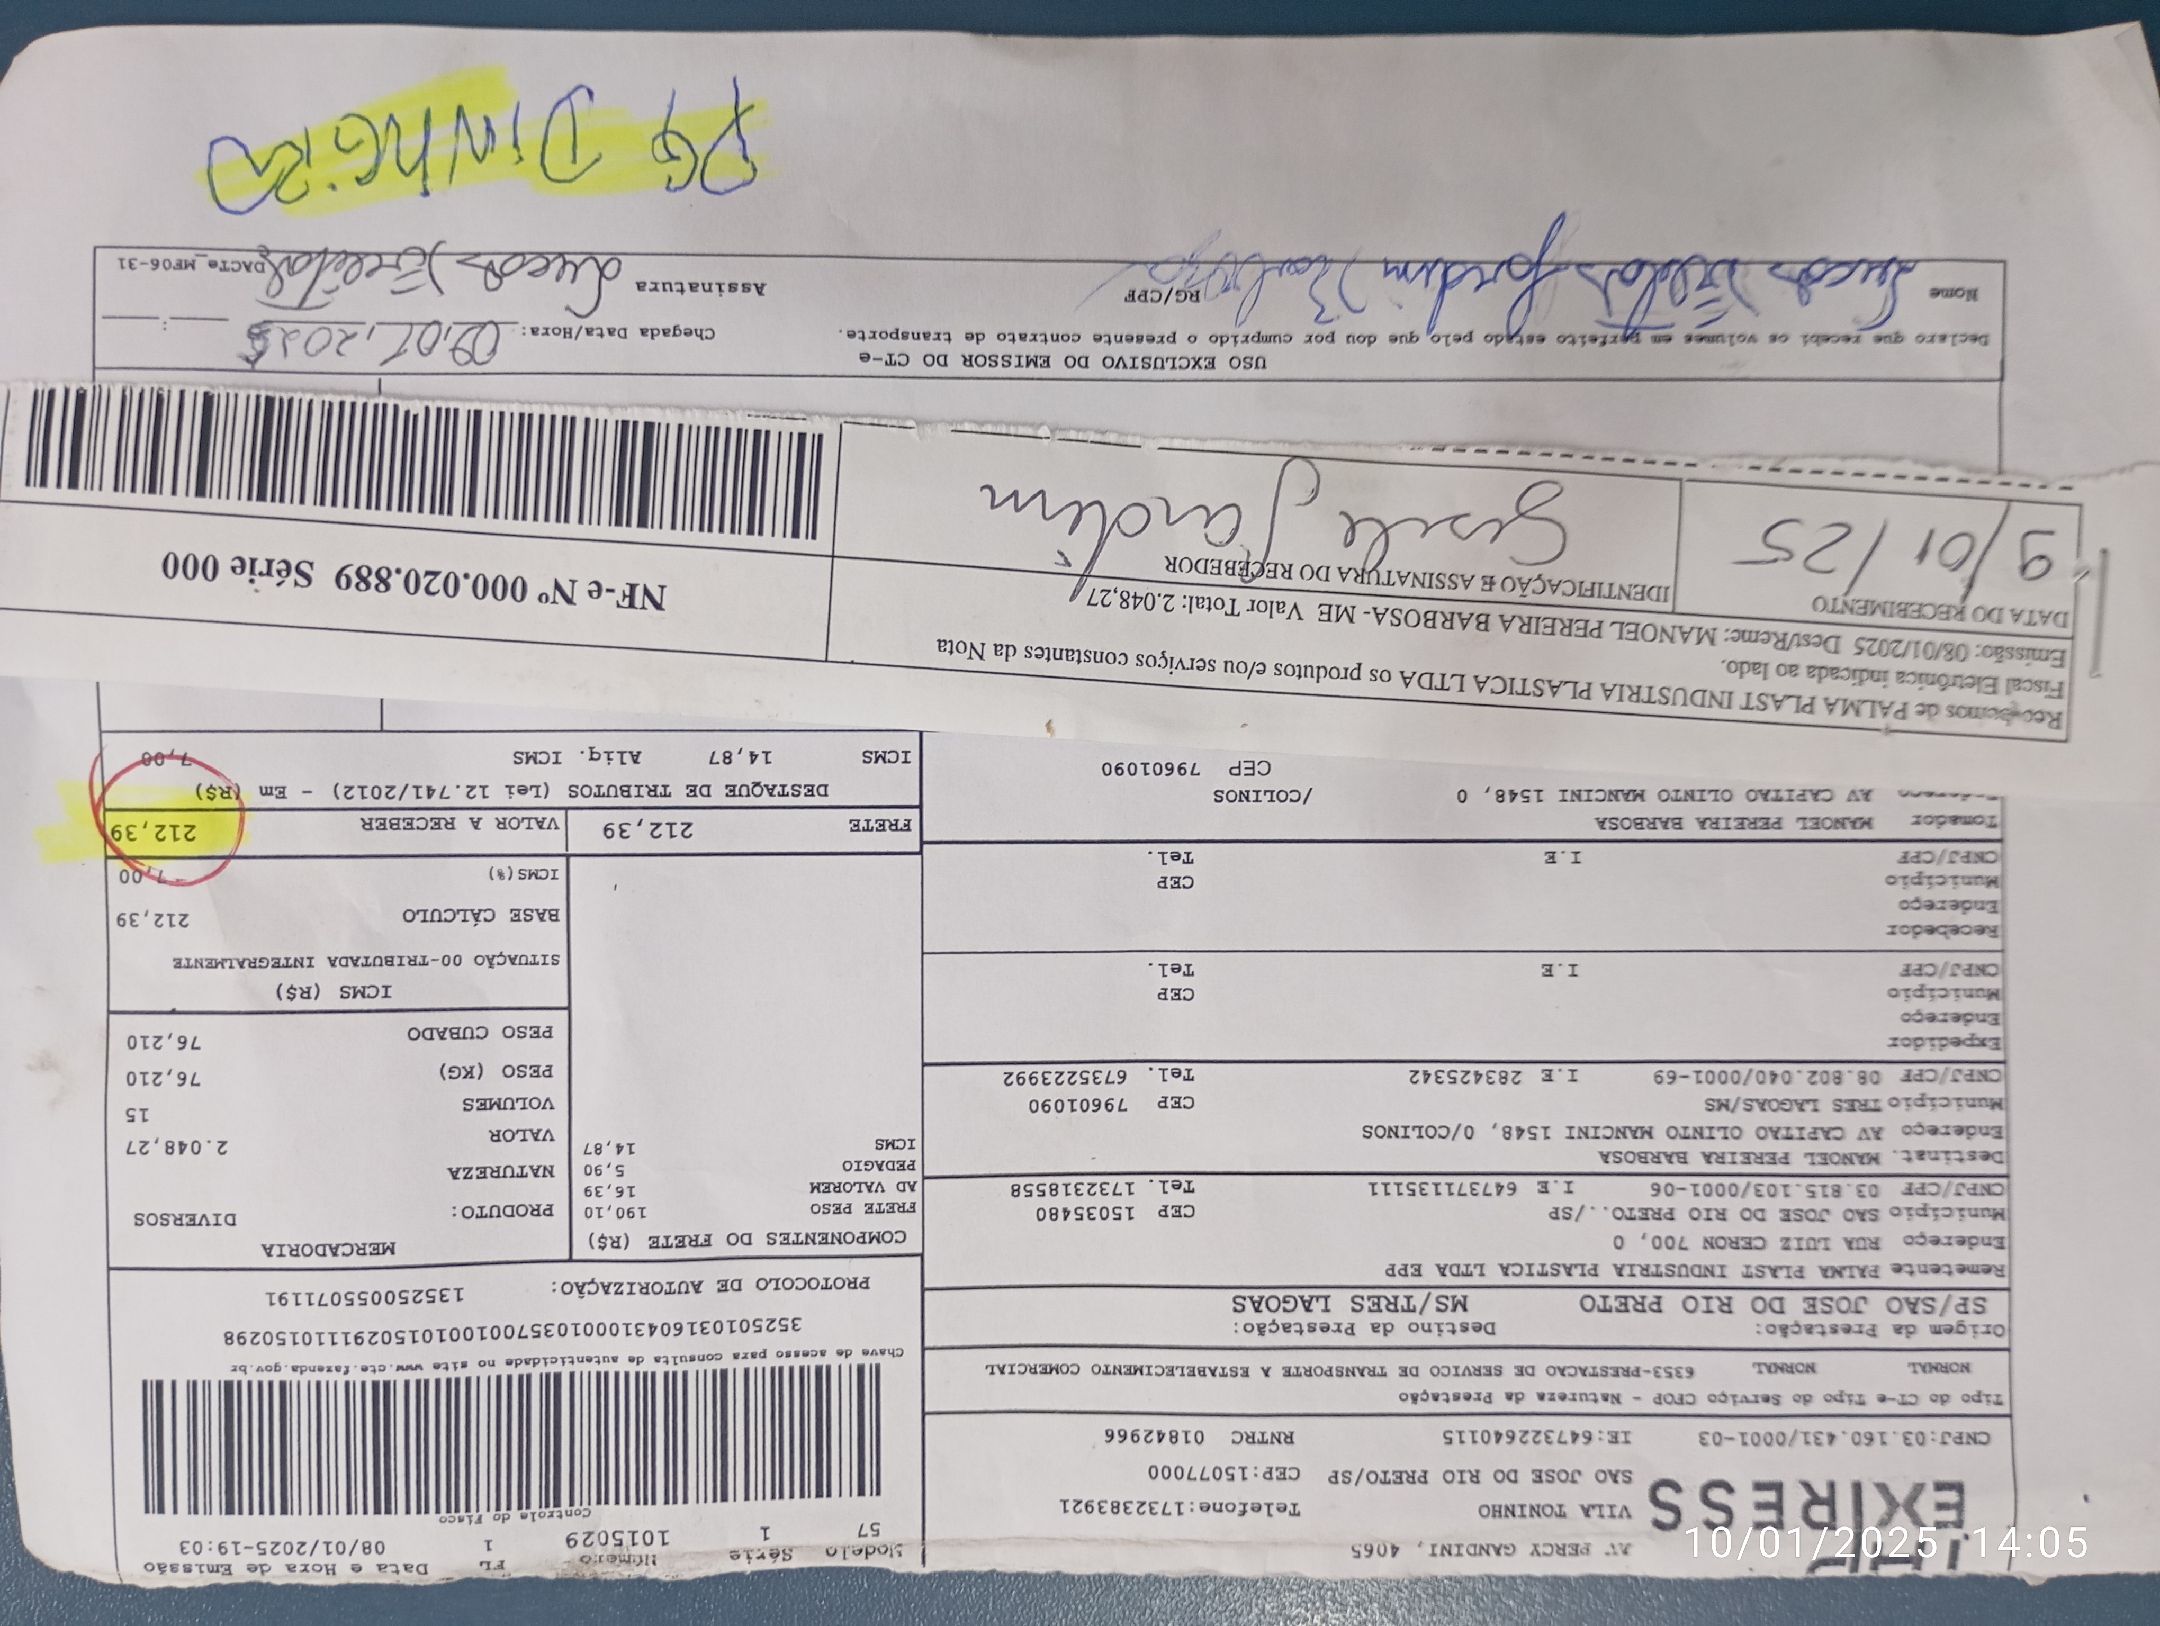 AV PERCY GANDINI, 4065
EXPRESS
VILA TONINHO Telefone:1732383921
SAO JOSE DO RIO PRETO/SP CEP:15077000
CNPJ:03.160.431/0001-03 IE:647322640115 RNTRC 01842966
Modelo Série Número FL Data e Hora de Emissão
57 1 1015029 1 08/01/2025-19:03
Controle do Fisco
Chave de acesso para consulta de autenticidade no site www.cte.fazenda.gov.br
PROTOCOLO DE AUTORIZAÇÃO: 135250055071191
Tipo do CT-e Tipo do Serviço CFOP - Natureza da Prestação
NORMAL NORMAL 6353-PRESTACAO DE SERVICO DE TRANSPORTE A ESTABELECIMENTO COMERCIAL
Origem da Prestação: Destino da Prestação:
SP/SAO JOSE DO RIO PRETO MS/TRES LAGOAS
Remetente PALMA PLAST INDUSTRIA PLASTICA LTDA EPP
Endereço RUA LUIZ CERON 700, 0
Município SAO JOSE DO RIO PRETO../SP CEP 15035480
CNPJ/CPF 03.815.103/0001-06 I.E 647371135111 Tel. 1732318558
Destinat. MANOEL PEREIRA BARBOSA
Endereço AV CAPITAO OLINTO MANCINI 1548, 0/COLINOS
Município TRES LAGOAS/MS CEP 79601090
CNPJ/CPF 08.802.040/0001-69 I.E 283425342 Tel. 6735223992
Expedidor
Endereço
Município CEP
CNPJ/CPF I.E Tel.
Recebedor
Endereço
Município CEP
CNPJ/CPF I.E Tel.
Tomador MANOEL PEREIRA BARBOSA
AV CAPITAO OLINTO MANCINI 1548, 0 /COLINOS
CEP 79601090
COMPONENTES DO FRETE (R$)
FRETE PESO 190,10
AD VALOREM 16,39
PEDAGIO 5,90
ICMS 14,87
MERCADORIA
PRODUTO: DIVERSOS
NATUREZA
VALOR 2.048,27
VOLUMES 15
PESO (KG) 76,210
PESO CUBADO 76,210
ICMS (R$)
SITUAÇÃO 00-TRIBUTADA INTEGRALMENTE
BASE CÁLCULO 212,39
ICMS(%) 7,00
FRETE 212,39 VALOR A RECEBER 212,39
DESTAQUE DE TRIBUTOS (Lei 12.741/2012) - Em (R$)
ICMS 14,87 Aliq. ICMS 7,00
Recebemos de PALMA PLAST INDUSTRIA PLASTICA LTDA os produtos e/ou serviços constantes da Nota
Fiscal Eletrônica indicada ao lado.
Emissão: 08/01/2025 Dest/Reme: MANOEL PEREIRA BARBOSA- ME Valor Total: 2.048,27
DATA DO RECEBIMENTO IDENTIFICAÇÃO E ASSINATURA DO RECEBEDOR
9/01/25 Gisele Jardim
NF-e Nº 000.020.889 Série 000
USO EXCLUSIVO DO EMISSOR DO CT-e
Declaro que recebi os volumes em perfeito estado pelo que dou por cumprido o presente contrato de transporte.
Chegada Data/Hora: 09,01,2025 __:__
Nome Lucas Jardim Barbosa RG/CPF
Assinatura Lucas DACTe_MF06-31
PG DINHEIRO
10/01/2025 14:05